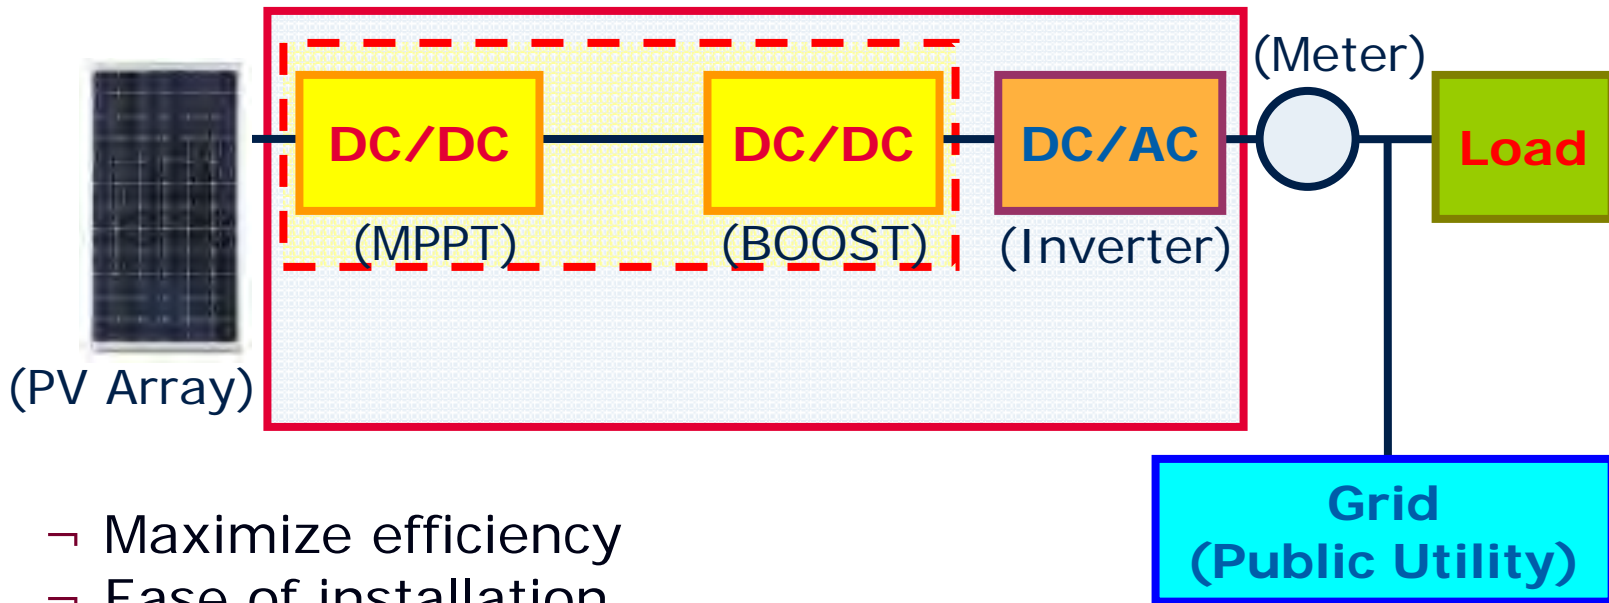 (Meter)
DC/DC
DC/DC
DC/AC
Load
(MPPT)
(BOOST)
(Inverter)
(PV Array)
Grid
(Public Utility)
¬ Maximize efficiency
¬ Ease of installation